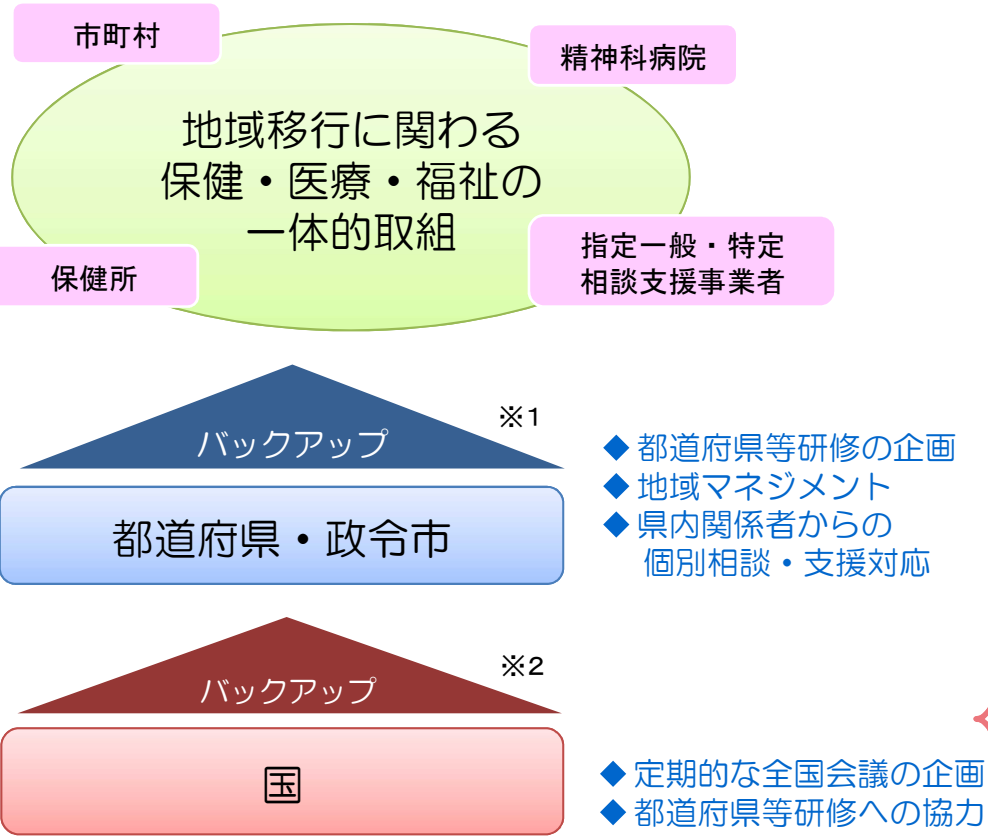 市町村
精神科病院
地域移行に関わる
保健・医療・福祉の
一体的取組
保健所
指定一般・特定
相談支援事業者
バックアップ
※1
都道府県・政令市
◆ 都道府県等研修の企画
◆ 地域マネジメント
◆ 県内関係者からの
個別相談・支援対応
バックアップ
※2
国
◆ 定期的な全国会議の企画
◆ 都道府県等研修への協力